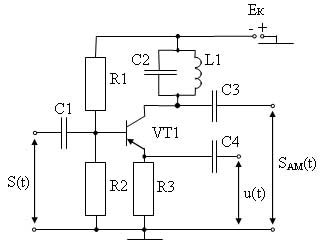 Eк
- +
C2
L1
R1
C3
C1
VT1
C4
S(t)
R2
R3
u(t)
SAM(t)